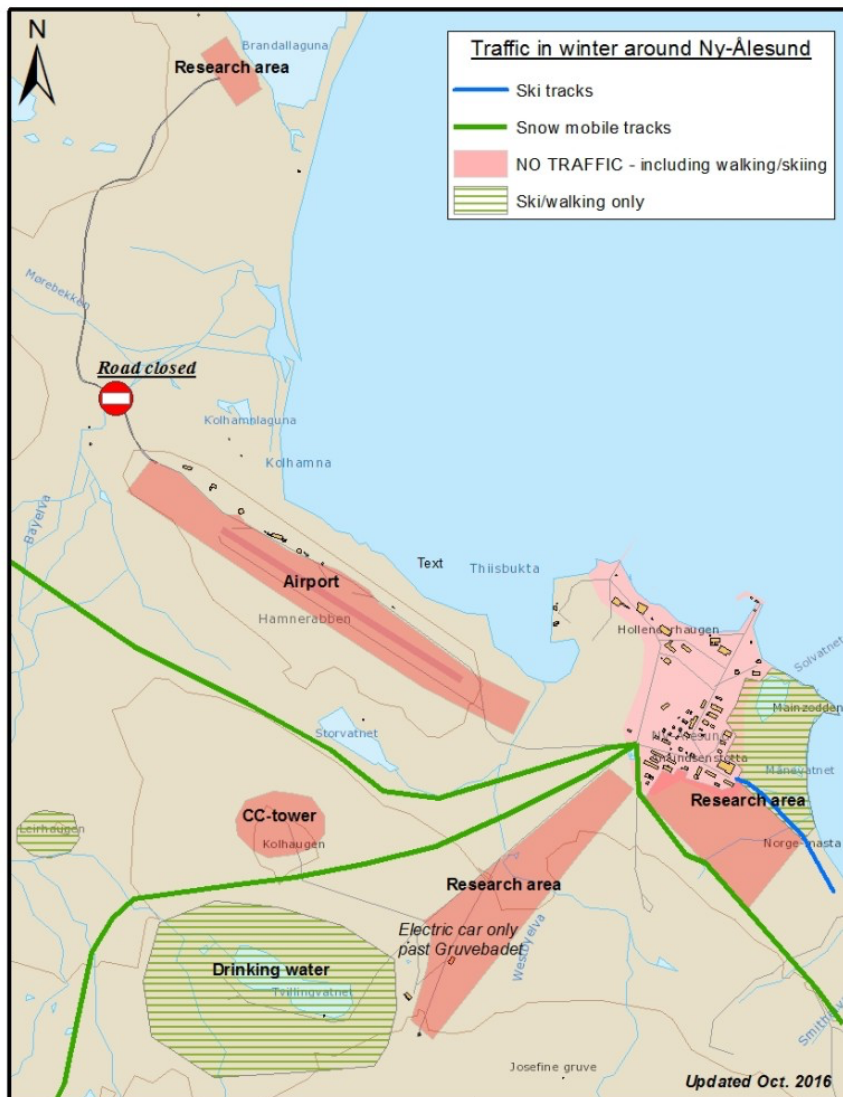 N
Brandallaguna
Research area
Traffic in winter around Ny-Ålesund
Ski tracks
Snow mobile tracks
NO TRAFFIC - including walking/skiing
Ski/walking only
Mørebekken
Road closed
Kolhamnlaguna
Kolhamna
Bayelva
Text
Thiisbukta
Airport
Hamnerabben
Hollenderhaugen
Solvatnet
Mainzodden
Storvatnet
Månevatnet
Research area
CC-tower
Kolhaugen
Leirhaugen
Norge-masta
Research area
Electric car only
past Gruvebadet
Westbyelva
Drinking water
Tvillingvatnet
Josefine gruve
Updated Oct. 2016